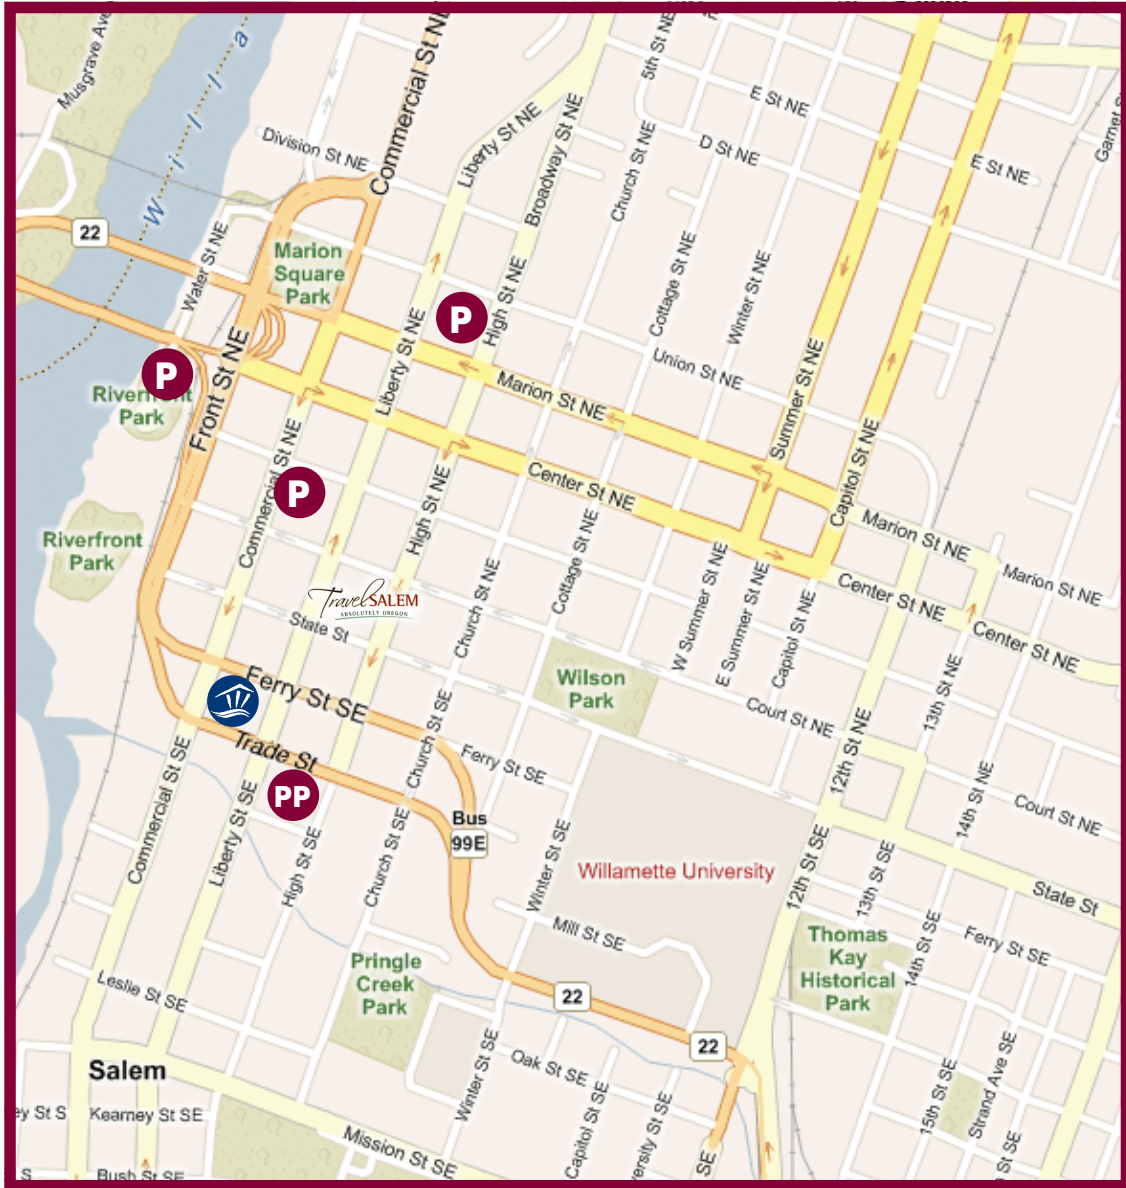 Musgrave Ave
Willa
Commercial St NE
5th St NE
E St NE
D St NE
E St NE
Division St NE
Liberty St NE
Broadway St NE
Church St NE
22
Water St NE
Marion
Square
Park
Cottage St NE
Winter St NE
High St NE
P
P
Liberty St NE
Union St NE
Summer St NE
Riverfront
Park
Front St NE
Marion St NE
Commercial St NE
P
High St NE
Center St NE
Capitol St NE
Riverfront
Park
Marion St NE
Marion St NE
Cottage St NE
Church St NE
W Summer St NE
E Summer St NE
Capitol St NE
Center St NE
Center St NE
Travel SALEM
ABSOLUTELY OREGON
State St
Wilson
Park
Court St NE
13th St NE
12th St NE
Ferry St SE
Church St SE
Ferry St SE
Trade St
Commercial St SE
Liberty St SE
PP
High St SE
Church St SE
Bus
99E
14th St NE
Court St NE
Winter St SE
Willamette University
12th St SE
13th St SE
State St
Mill St SE
Thomas
Kay
Historical
Park
14th St SE
Ferry St SE
Pringle
Creek
Park
Leslie St SE
22
22
Salem
Winter St SE
Oak St SE
15th St SE
Strand Ave SE
ey St S
Kearney St SE
Mission St SE
Capitol St SE
versity St SE
SE
St SE
S
Bush St SE